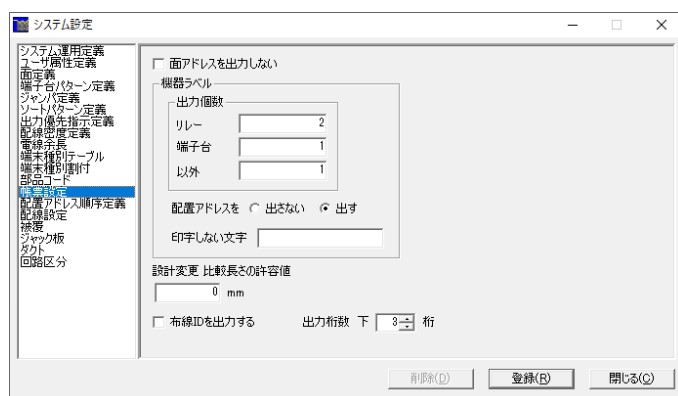 システム設定
システム運用定義
ユーザ属性定義
面定義
端子台パターン定義
ジャンパ定義
ソートパターン定義
出力優先指示定義
配線密度定義
電線余長
端末種別テーブル
端末種別割付
部品コード
帳票設定
配置アドレス順序定義
配線設定
被覆
ジャック板
ダクト
回路区分
面アドレスを出力しない
機器ラベル
出力個数
リレー 2
端子台 1
以外 1
配置アドレスを 出さない 出す
印字しない文字
設計変更 比較長さの許容値
0 mm
布線IDを出力する 出力桁数 下 3 桁
削除(D) 登録(R) 閉じる(C)